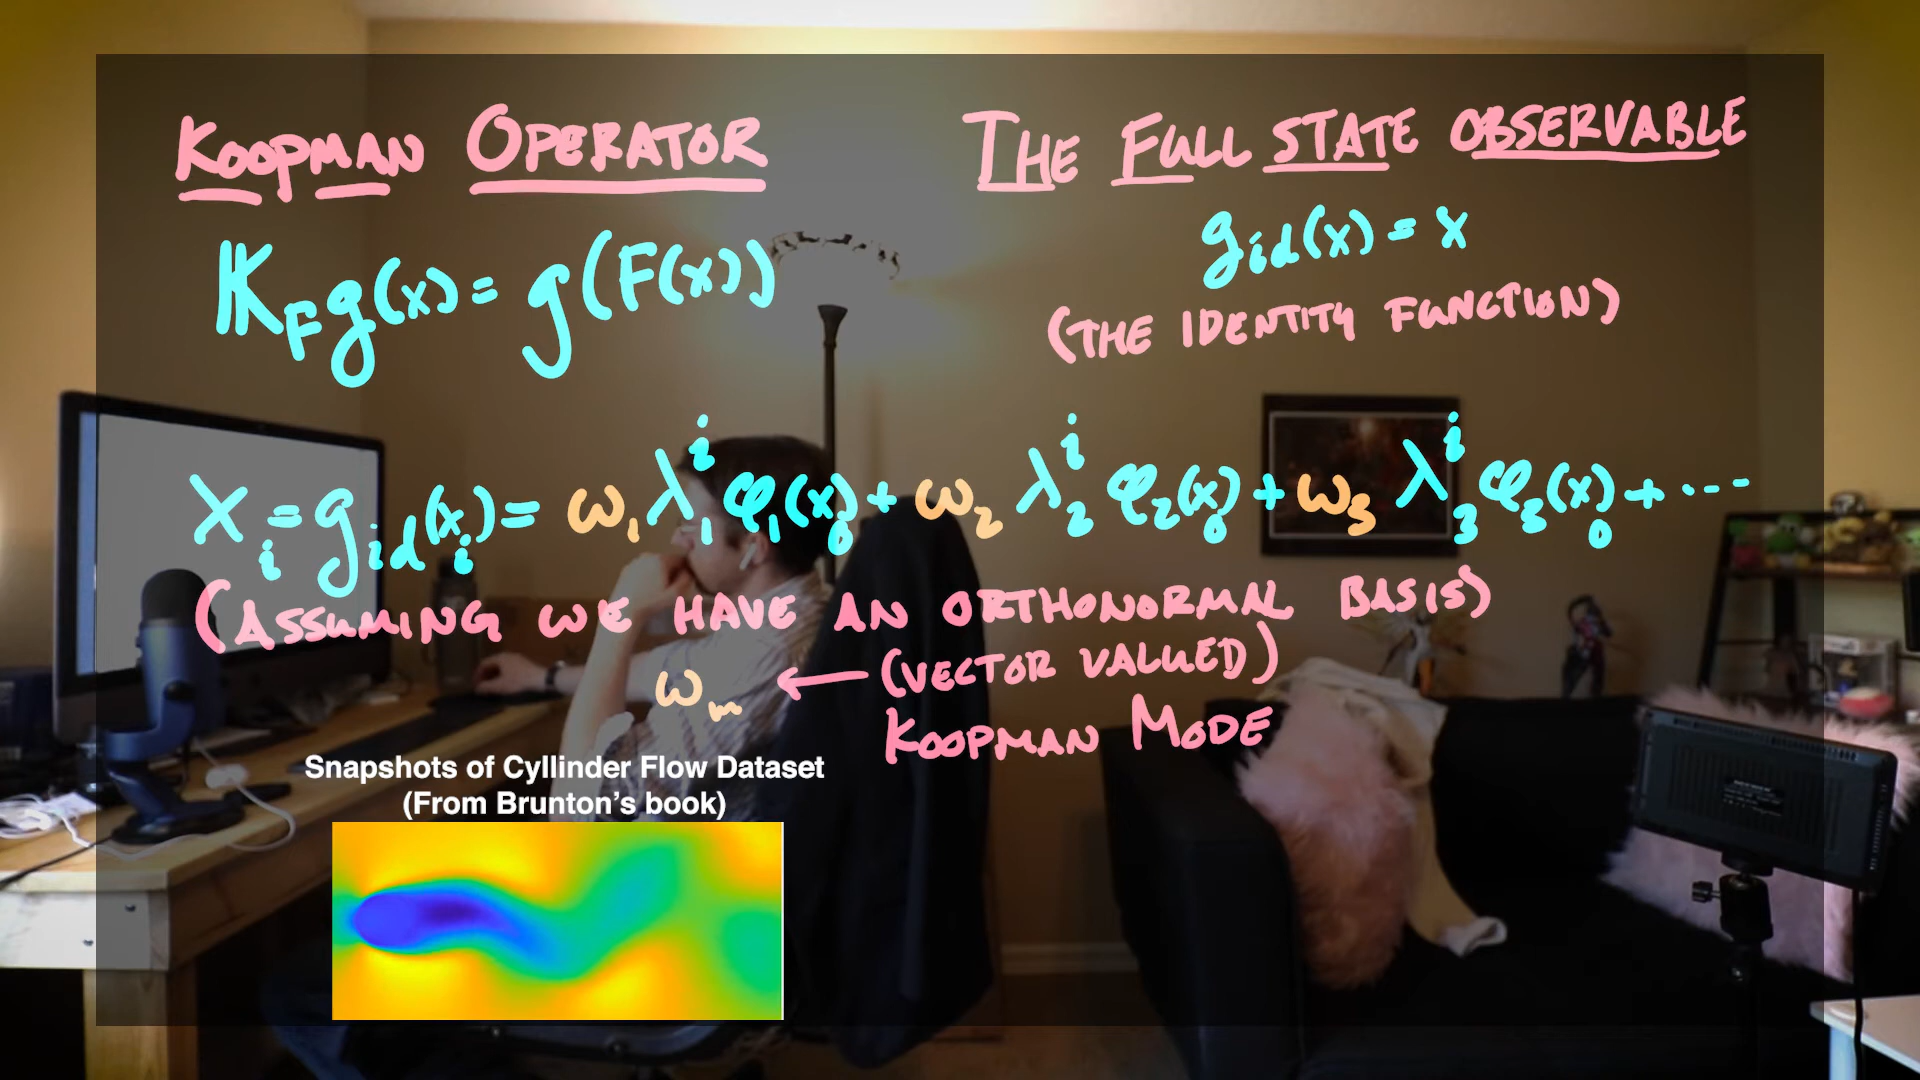 KOOPMAN OPERATOR
𝕂_F g(x) = g(F(x))
THE FULL STATE OBSERVABLE
g_id(x) = x
(THE IDENTITY FUNCTION)
x_i = g_id(x_i) = ω_1 λ_1^i φ_1(x_0) + ω_2 λ_2^i φ_2(x_0) + ω_3 λ_3^i φ_3(x_0) + ...
(ASSUMING WE HAVE AN ORTHONORMAL BASIS)
ω_m ← (VECTOR VALUED)
KOOPMAN MODE
Snapshots of Cyllinder Flow Dataset
(From Brunton's book)